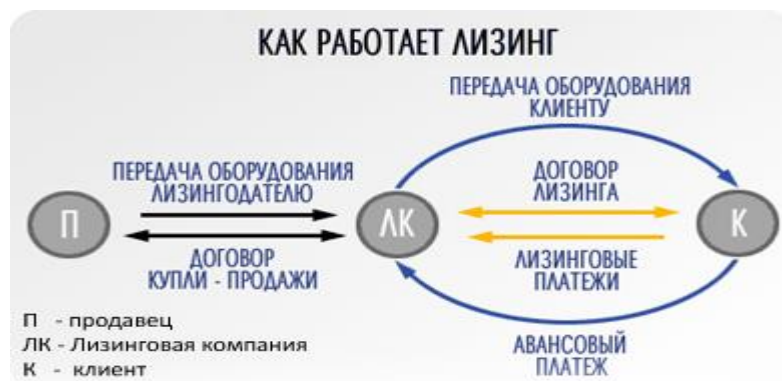 КАК РАБОТАЕТ ЛИЗИНГ
ПЕРЕДАЧА ОБОРУДОВАНИЯ
КЛИЕНТУ
ПЕРЕДАЧА ОБОРУДОВАНИЯ
ЛИЗИНГОДАТЕЛЮ
ДОГОВОР
ЛИЗИНГА
П
ЛК
К
ДОГОВОР
КУПЛИ - ПРОДАЖИ
ЛИЗИНГОВЫЕ
ПЛАТЕЖИ
П - продавец
ЛК - Лизинговая компания
К - клиент
АВАНСОВЫЙ
ПЛАТЕЖ